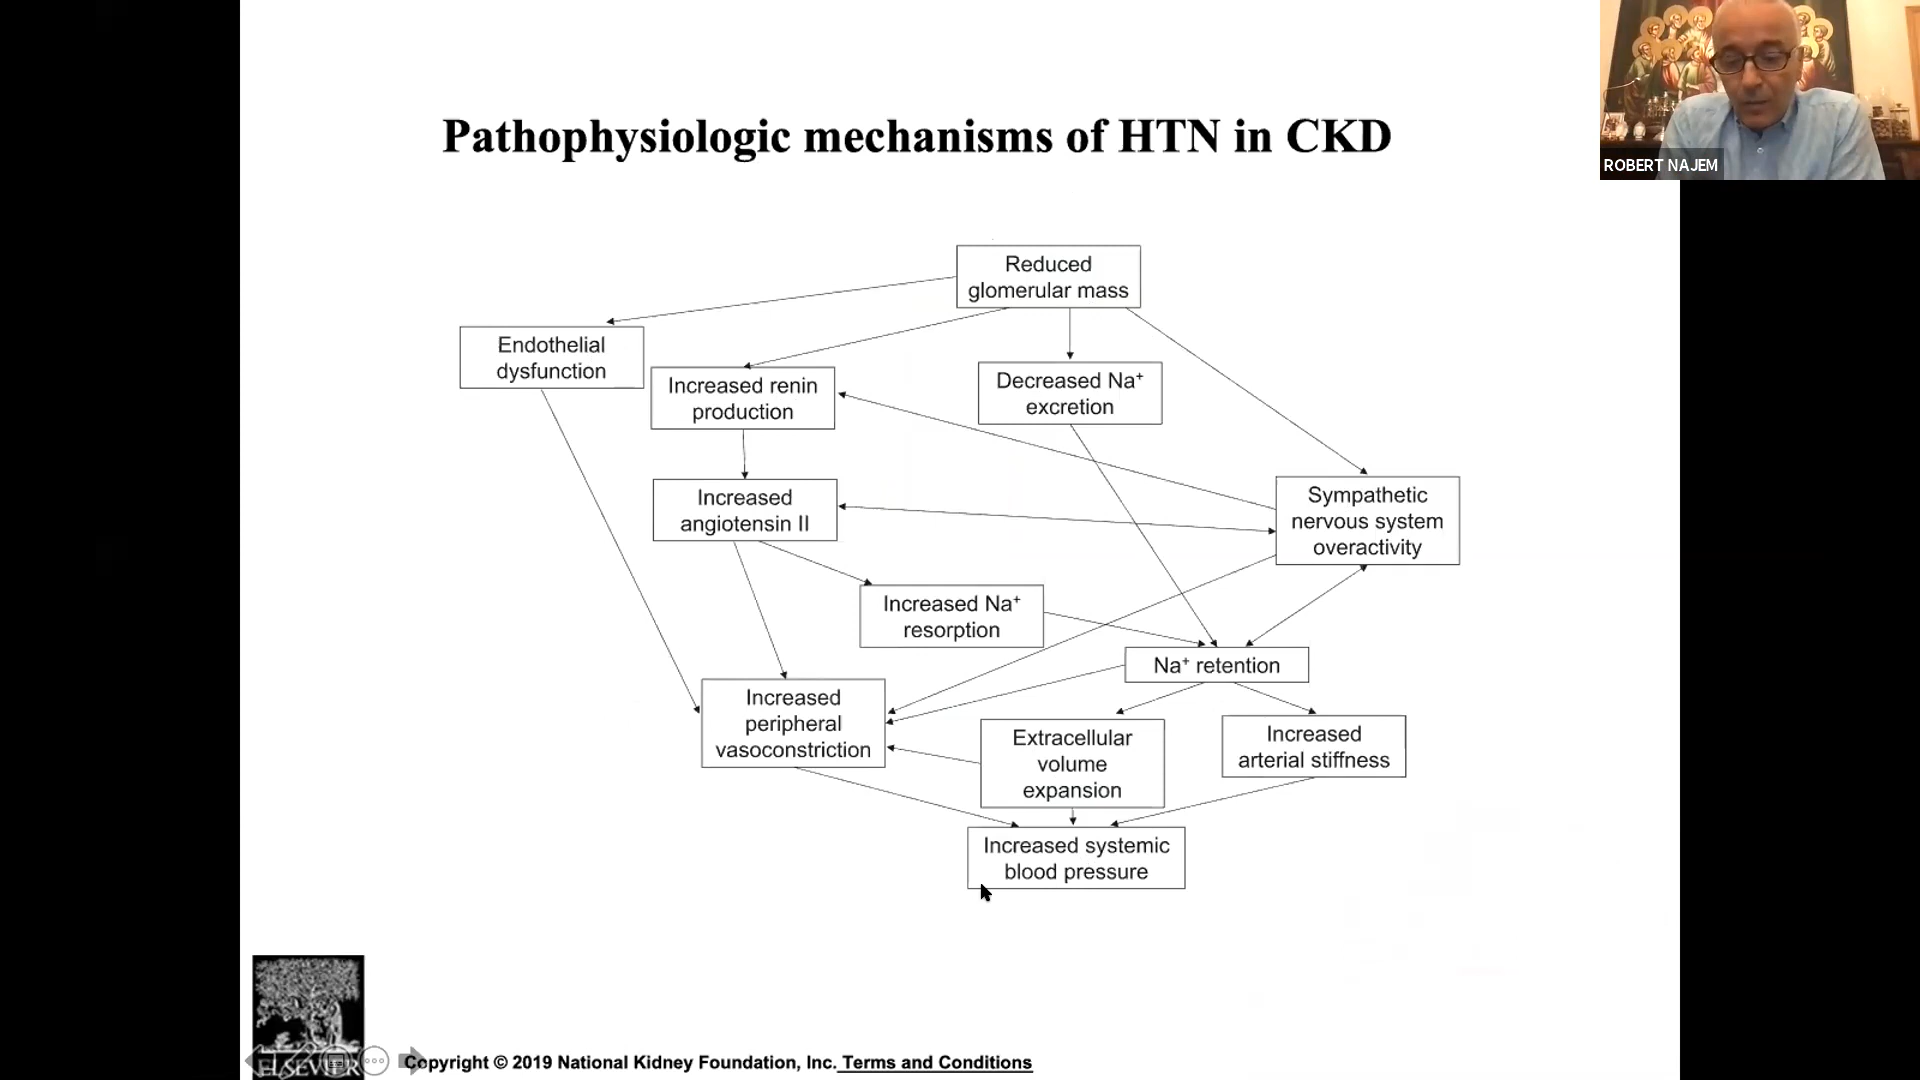 Pathophysiologic mechanisms of HTN in CKD
ROBERT NAJEM
Reduced
glomerular mass
Endothelial
dysfunction
Increased renin
production
Decreased Na⁺
excretion
Increased
angiotensin II
Sympathetic
nervous system
overactivity
Increased Na⁺
resorption
Na⁺ retention
Increased
peripheral
vasoconstriction
Extracellular
volume
expansion
Increased
arterial stiffness
Increased systemic
blood pressure
ELSEVIER
Copyright © 2019 National Kidney Foundation, Inc. Terms and Conditions